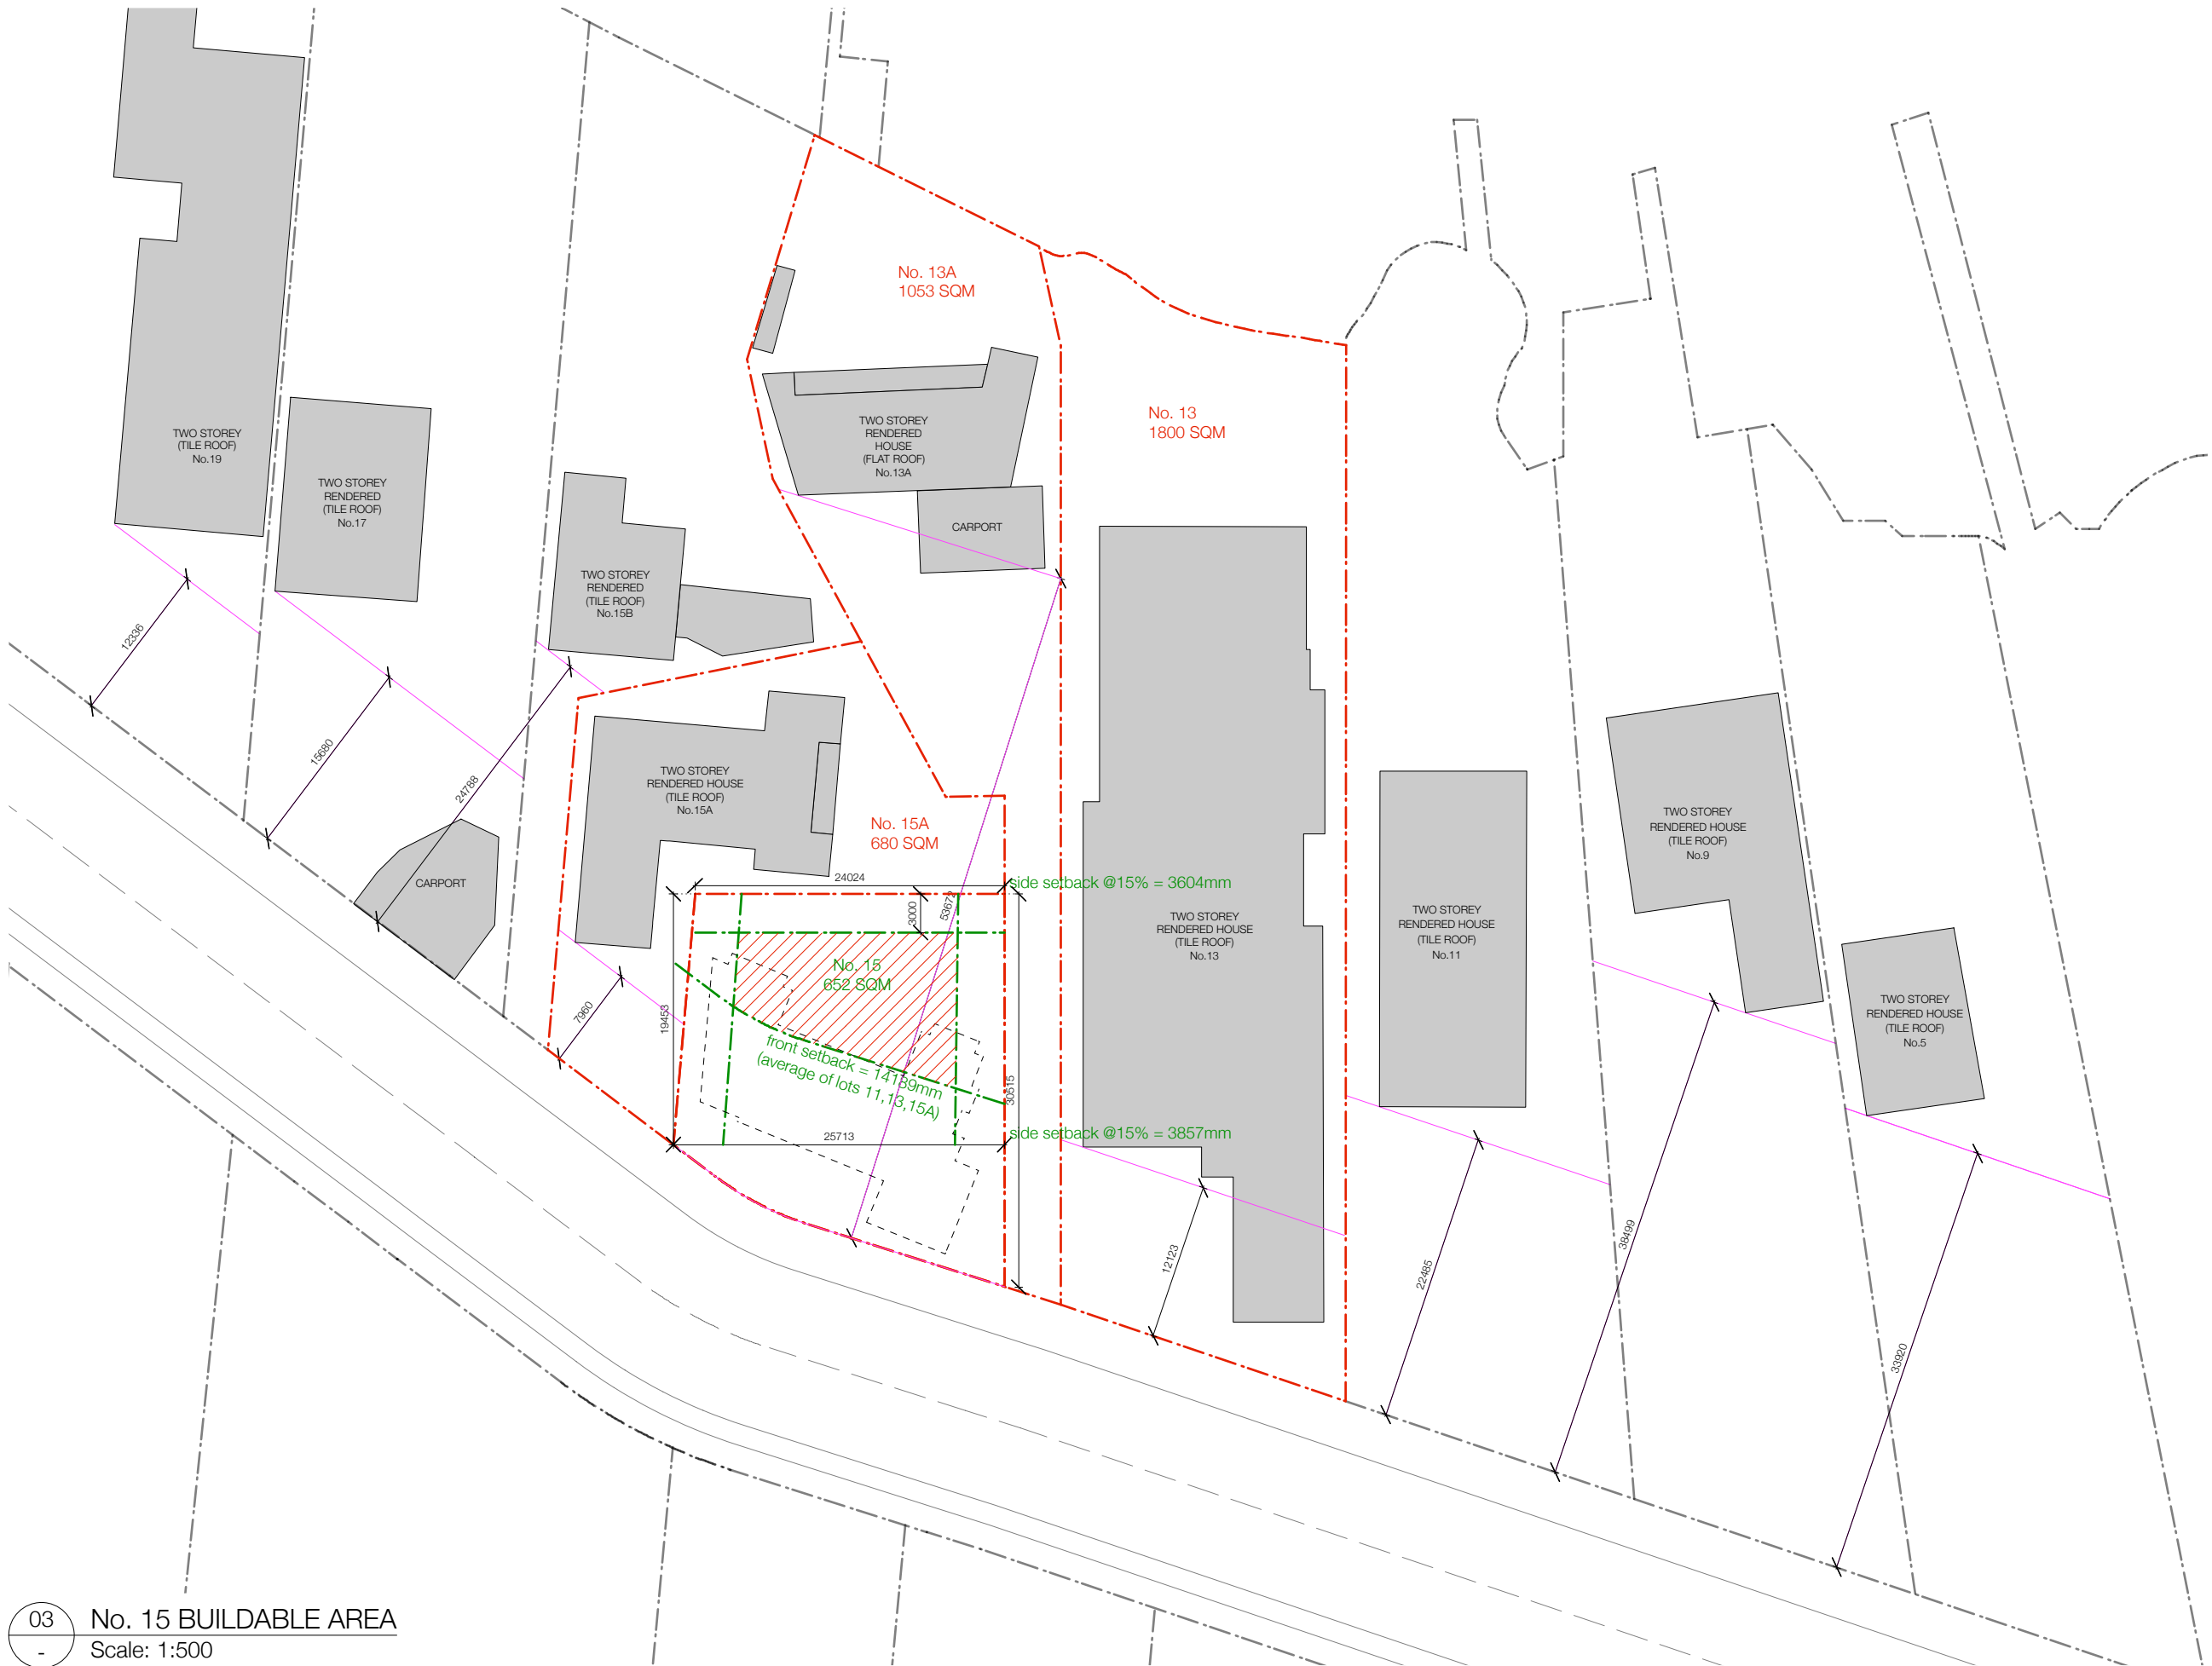 No. 13A
1053 SQM
No. 13
1800 SQM
TWO STOREY
(TILE ROOF)
No.19
TWO STOREY
RENDERED
(TILE ROOF)
No.17
TWO STOREY
RENDERED
HOUSE
(FLAT ROOF)
No.13A
CARPORT
TWO STOREY
RENDERED
(TILE ROOF)
No.15B
12336
15680
24788
TWO STOREY
RENDERED HOUSE
(TILE ROOF)
No.15A
No. 15A
680 SQM
CARPORT
24024
side setback @15% = 3604mm
3000
53672
19453
No. 15
652 SQM
7960
front setback = 14189mm
(average of lots 11,13,15A)
30515
25713
side setback @15% = 3857mm
TWO STOREY
RENDERED HOUSE
(TILE ROOF)
No.13
TWO STOREY
RENDERED HOUSE
(TILE ROOF)
No.11
TWO STOREY
RENDERED HOUSE
(TILE ROOF)
No.9
TWO STOREY
RENDERED HOUSE
(TILE ROOF)
No.5
12123
22485
38499
33920
03
-
No. 15 BUILDABLE AREA
Scale: 1:500